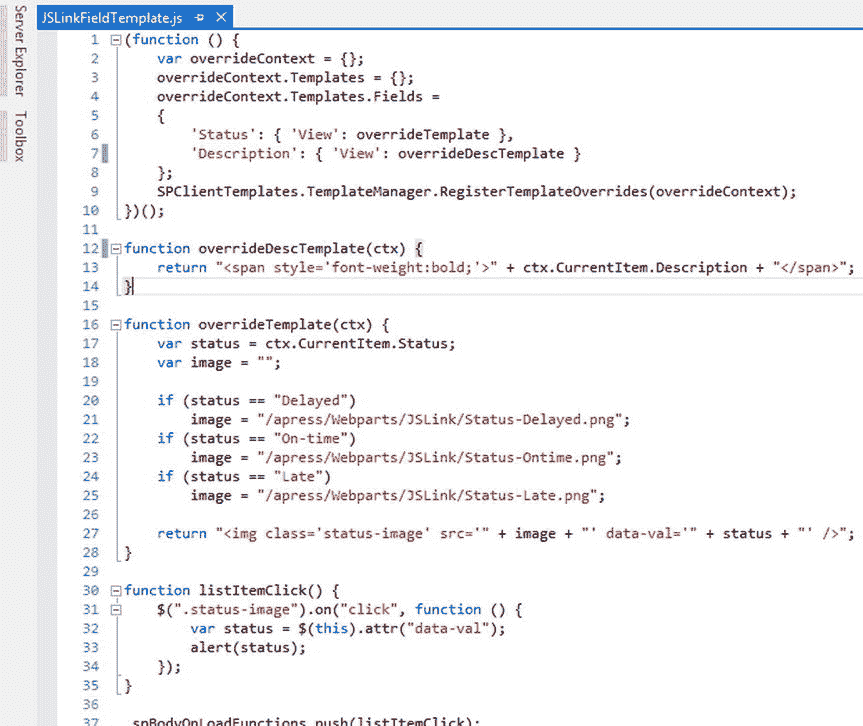 Server Explorer
Toolbox
JSLinkFieldTemplate.js
1 (function () {
2     var overrideContext = {};
3     overrideContext.Templates = {};
4     overrideContext.Templates.Fields =
5     {
6         'Status': { 'View': overrideTemplate },
7         'Description': { 'View': overrideDescTemplate }
8     };
9     SPClientTemplates.TemplateManager.RegisterTemplateOverrides(overrideContext);
10 })();
11
12 function overrideDescTemplate(ctx) {
13     return "<span style='font-weight:bold;'>" + ctx.CurrentItem.Description + "</span>";
14 }
15
16 function overrideTemplate(ctx) {
17     var status = ctx.CurrentItem.Status;
18     var image = "";
19
20     if (status == "Delayed")
21         image = "/apress/Webparts/JSLink/Status-Delayed.png";
22     if (status == "On-time")
23         image = "/apress/Webparts/JSLink/Status-Ontime.png";
24     if (status == "Late")
25         image = "/apress/Webparts/JSLink/Status-Late.png";
26
27     return "<img class='status-image' src='" + image + "' data-val='" + status + "' />";
28 }
29
30 function listItemClick() {
31     $(".status-image").on("click", function () {
32         var status = $(this).attr("data-val");
33         alert(status);
34     });
35 }
36
37 _spBodyOnLoadFunctions.push(listItemClick);